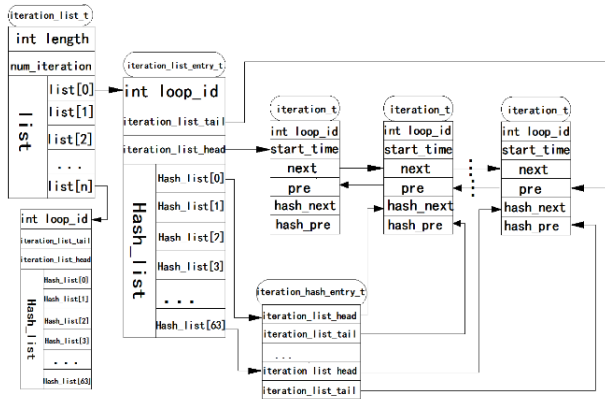 iteration_list_t
int length
num_iteration
list
list[0]
list[1]
list[2]
...
list[n]
int loop_id
iteration_list_tail
iteration_list_head
Hash_list
Hash_list[0]
Hash_list[1]
Hash_list[2]
Hash_list[3]
...
Hash_list[63]
iteration_list_entry_t
int loop_id
iteration_list_tail
iteration_list_head
Hash_list
Hash_list[0]
Hash_list[1]
Hash_list[2]
Hash_list[3]
...
Hash_list[63]
iteration_t
int loop_id
start_time
next
pre
hash_next
hash_pre
iteration_t
int loop_id
start_time
next
pre
hash_next
hash_pre
iteration_t
int loop_id
start_time
next
pre
hash_next
hash_pre
iteration_hash_entry_t
iteration_list_head
iteration_list_tail
...
iteration list head
iteration_list_tail